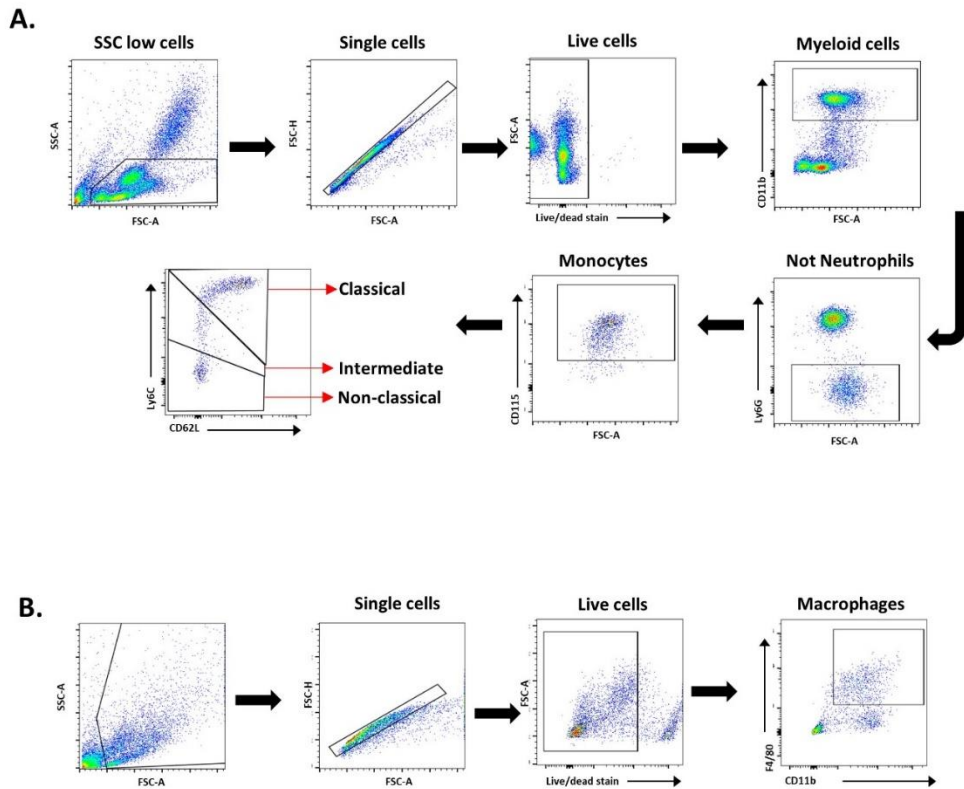 A.
SSC low cells
Single cells
Live cells
Myeloid cells
SSC-A
FSC-A
FSC-H
FSC-A
FSC-A
Live/dead stain
CD11b
FSC-A
Monocytes
Not Neutrophils
Ly6C
CD62L
Classical
Intermediate
Non-classical
CD115
FSC-A
Ly6G
FSC-A
B.
Single cells
Live cells
Macrophages
SSC-A
FSC-A
FSC-H
FSC-A
FSC-A
Live/dead stain
F4/80
CD11b